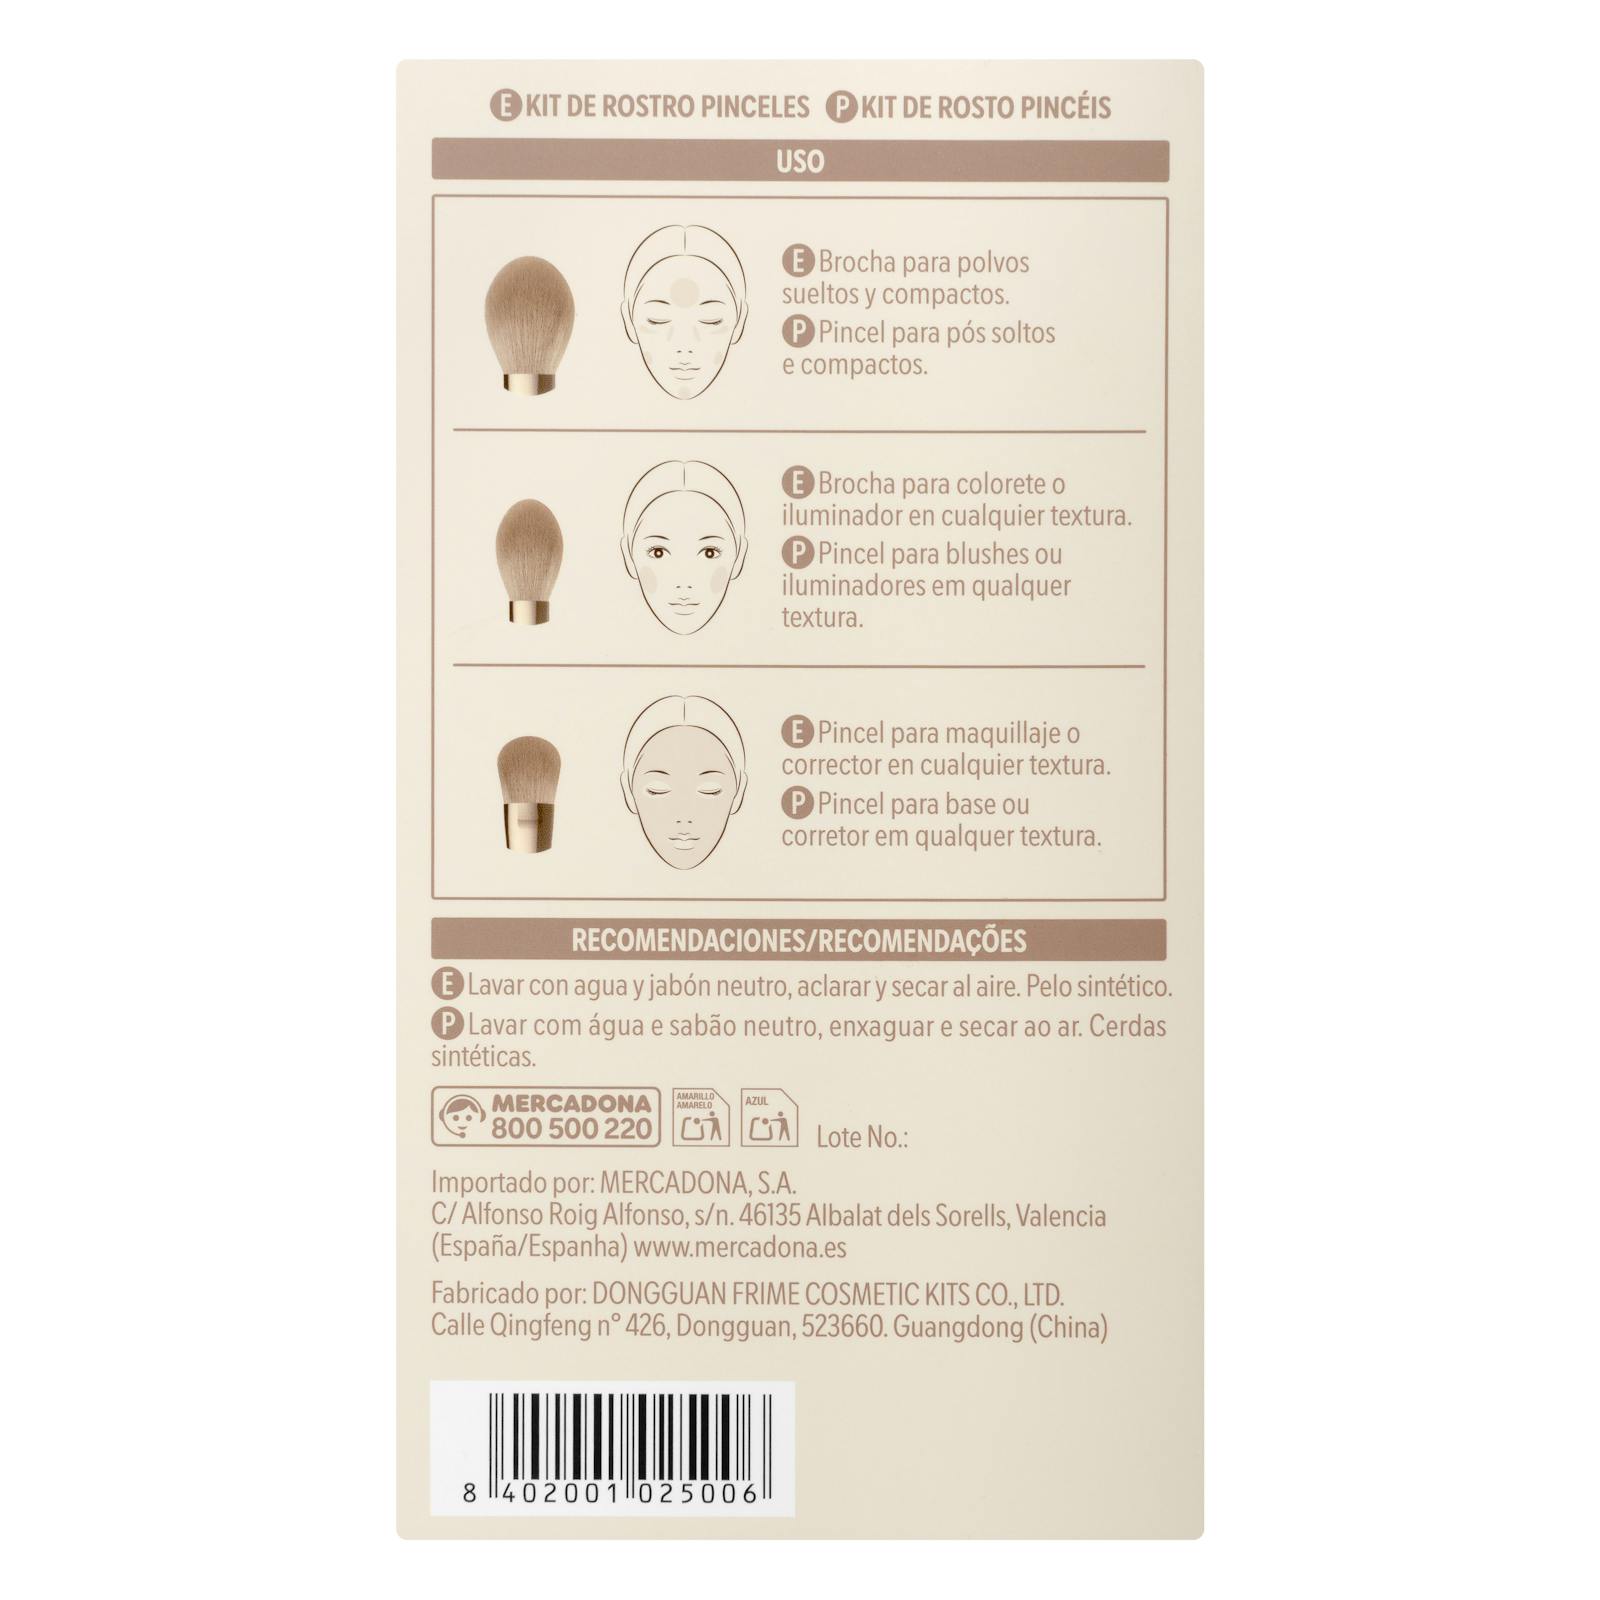 E KIT DE ROSTRO PINCELES P KIT DE ROSTO PINCÉIS
USO
E Brocha para polvos
sueltos y compactos.
P Pincel para pós soltos
e compactos.
E Brocha para colorete o
iluminador en cualquier textura.
P Pincel para blushes ou
iluminadores em qualquer
textura.
E Pincel para maquillaje o
corrector en cualquier textura.
P Pincel para base ou
corretor em qualquer textura.
RECOMENDACIONES/RECOMENDAÇÕES
E Lavar con agua y jabón neutro, aclarar y secar al aire. Pelo sintético.
P Lavar com água e sabão neutro, enxaguar e secar ao ar. Cerdas
sintéticas.
MERCADONA
800 500 220
AMARILLO
AMARELO
AZUL
Lote No.:
Importado por: MERCADONA, S.A.
C/ Alfonso Roig Alfonso, s/n. 46135 Albalat dels Sorells, Valencia
(España/Espanha) www.mercadona.es
Fabricado por: DONGGUAN FRIME COSMETIC KITS CO., LTD.
Calle Qingfeng n° 426, Dongguan, 523660. Guangdong (China)
8 402001 025006